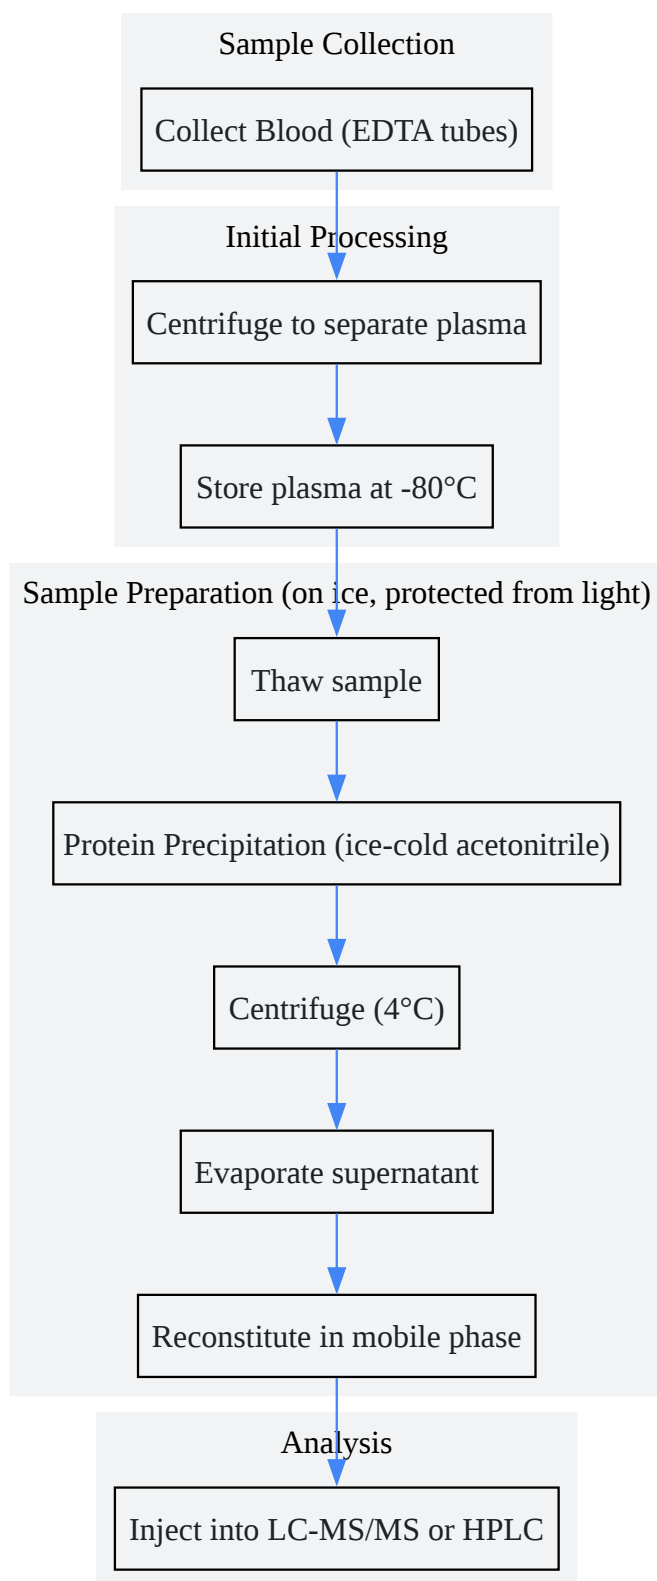 Sample Collection
Collect Blood (EDTA tubes)
Initial Processing
Centrifuge to separate plasma
Store plasma at -80°C
Sample Preparation (on ice, protected from light)
Thaw sample
Protein Precipitation (ice-cold acetonitrile)
Centrifuge (4°C)
Evaporate supernatant
Reconstitute in mobile phase
Analysis
Inject into LC-MS/MS or HPLC